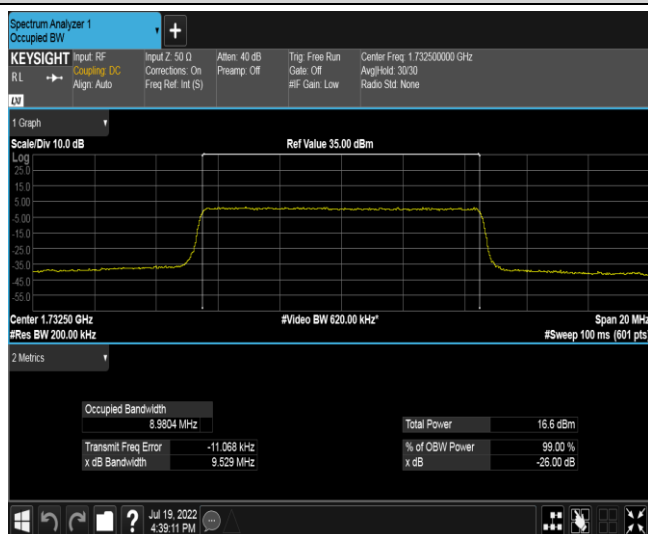 Spectrum Analyzer 1
Occupied BW
+
KEYSIGHT
R L
LXI
Input: RF
Coupling: DC
Align: Auto
Input Z: 50 Ω
Corrections: On
Freq Ref: Int (S)
Atten: 40 dB
Preamp: Off
Trig: Free Run
Gate: Off
#IF Gain: Low
Center Freq: 1.732500000 GHz
Avg|Hold: 30/30
Radio Std: None
1 Graph
Scale/Div 10.0 dB
Ref Value 35.00 dBm
Log
25.0
15.0
5.00
-5.00
-15.0
-25.0
-35.0
-45.0
-55.0
Center 1.73250 GHz
#Video BW 620.00 kHz*
Span 20 MHz
#Res BW 200.00 kHz
#Sweep 100 ms (601 pts)
2 Metrics
Occupied Bandwidth
8.9804 MHz
Total Power 16.6 dBm
Transmit Freq Error -11.068 kHz
% of OBW Power 99.00 %
x dB Bandwidth 9.529 MHz
x dB -26.00 dB
?
Jul 19, 2022
4:39:11 PM